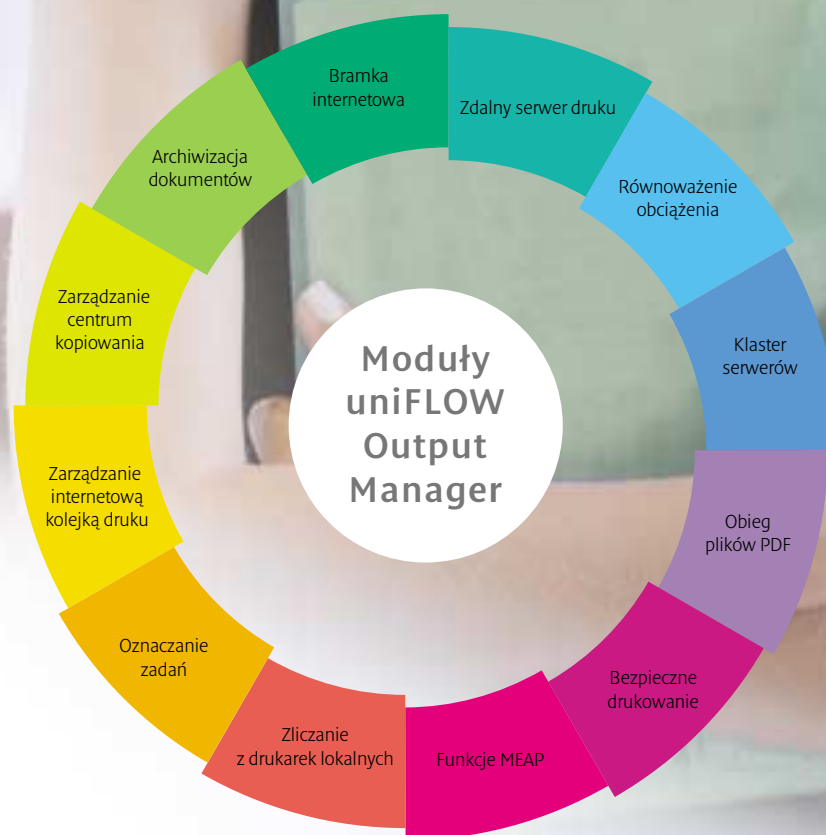 Moduły
uniFLOW
Output
Manager
Bramka
internetowa
Zdalny serwer druku
Równoważenie
obciążenia
Klaster
serwerów
Obieg
plików PDF
Bezpieczne
drukowanie
Funkcje MEAP
Zliczanie
z drukarek lokalnych
Oznaczanie
zadań
Zarządzanie
internetową
kolejką druku
Zarządzanie
centrum
kopiowania
Archiwizacja
dokumentów